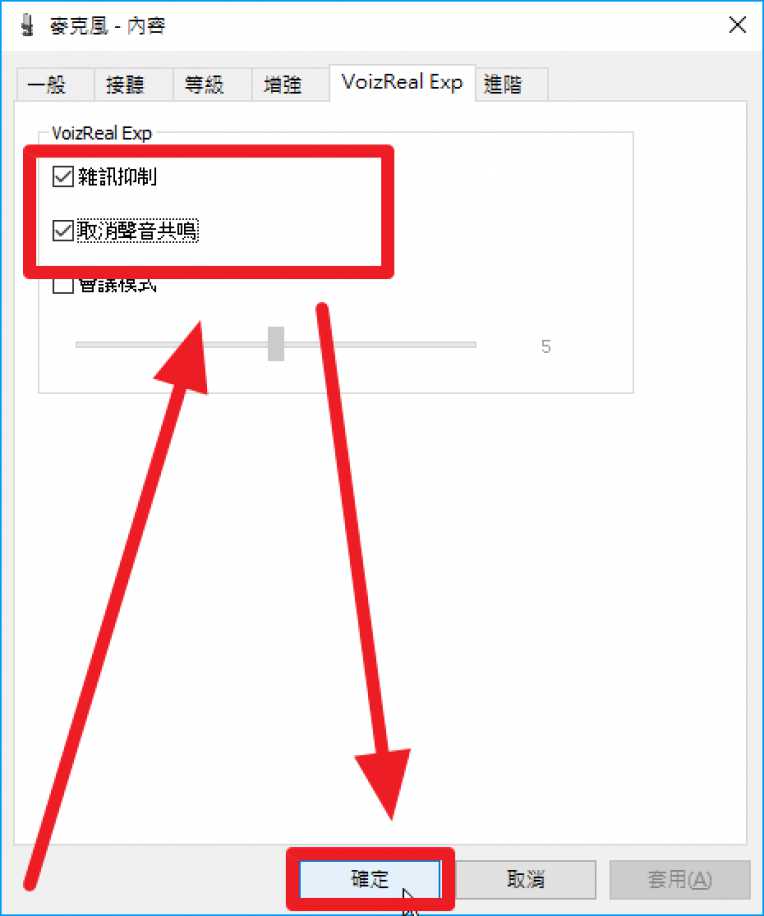 麥克風 - 內容
一般 接聽 等級 增強 VoizReal Exp 進階
VoizReal Exp
雜訊抑制
取消聲音共鳴
會議模式
5
確定 取消 套用(A)